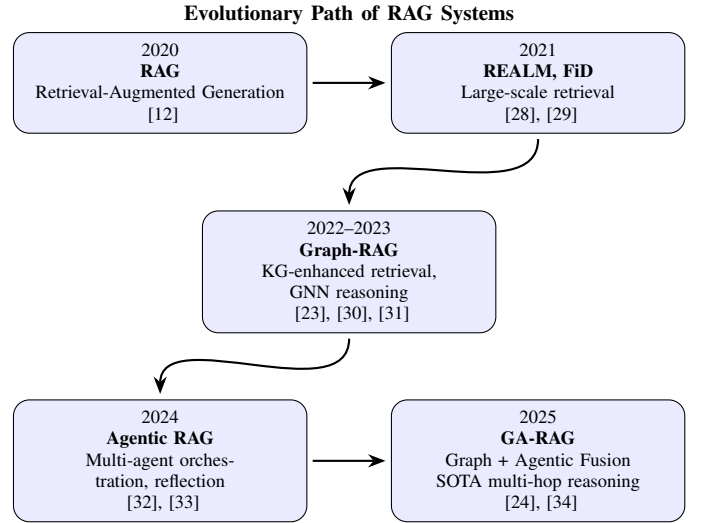 Evolutionary Path of RAG Systems
2020
RAG
Retrieval-Augmented Generation
[12]
2021
REALM, FiD
Large-scale retrieval
[28], [29]
2022–2023
Graph-RAG
KG-enhanced retrieval,
GNN reasoning
[23], [30], [31]
2024
Agentic RAG
Multi-agent orches-
tration, reflection
[32], [33]
2025
GA-RAG
Graph + Agentic Fusion
SOTA multi-hop reasoning
[24], [34]